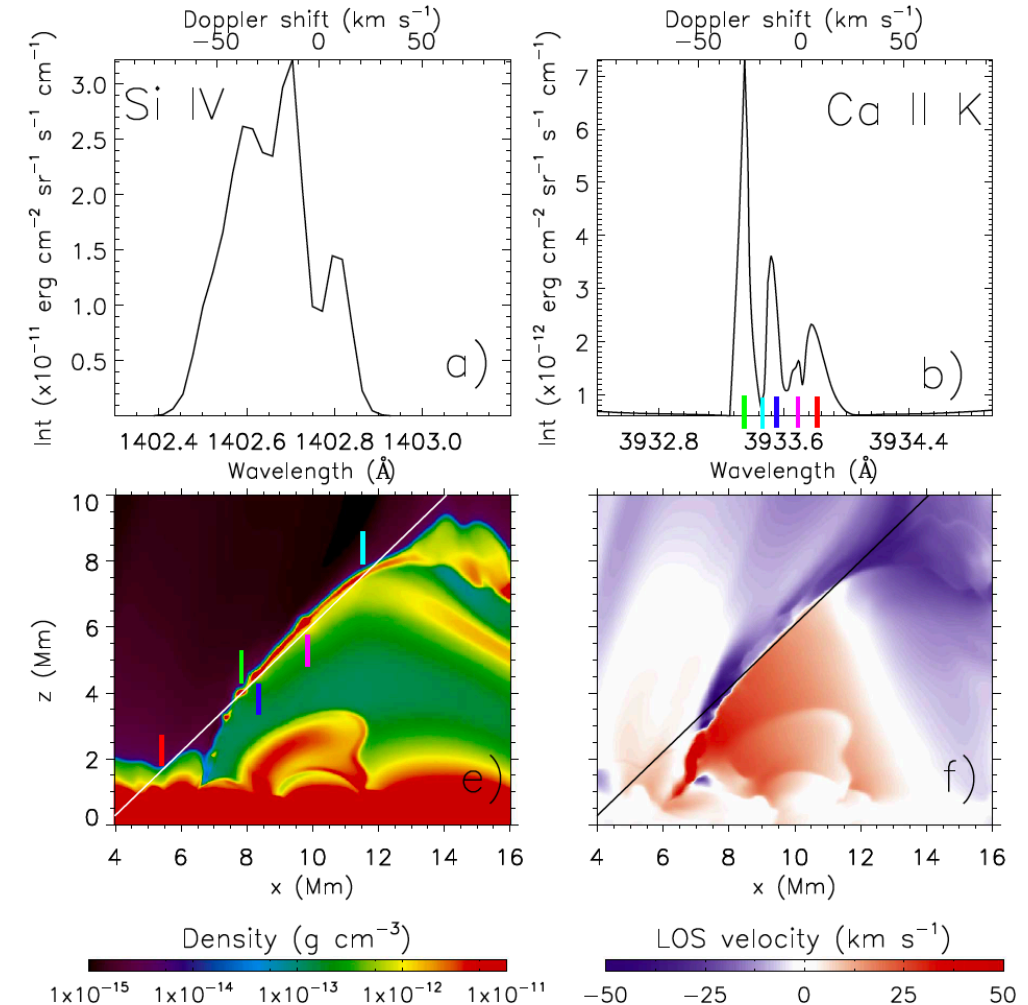 Doppler shift (km s⁻¹)
−50 0 50
Si IV
a)
Int (x10⁻¹¹ erg cm⁻² sr⁻¹ s⁻¹ cm⁻¹)
3.0
2.5
2.0
1.5
1.0
0.5
1402.4 1402.6 1402.8 1403.0
Wavelength (Å)
Doppler shift (km s⁻¹)
−50 0 50
Ca II K
b)
Int (x10⁻¹² erg cm⁻² sr⁻¹ s⁻¹ cm⁻¹)
7
6
5
4
3
2
1
3932.8 3933.6 3934.4
Wavelength (Å)
z (Mm)
10
8
6
4
2
0
e)
4 6 8 10 12 14 16
x (Mm)
f)
4 6 8 10 12 14 16
x (Mm)
Density (g cm⁻³)
1x10⁻¹⁵ 1x10⁻¹⁴ 1x10⁻¹³ 1x10⁻¹² 1x10⁻¹¹
LOS velocity (km s⁻¹)
−50 −25 0 25 50